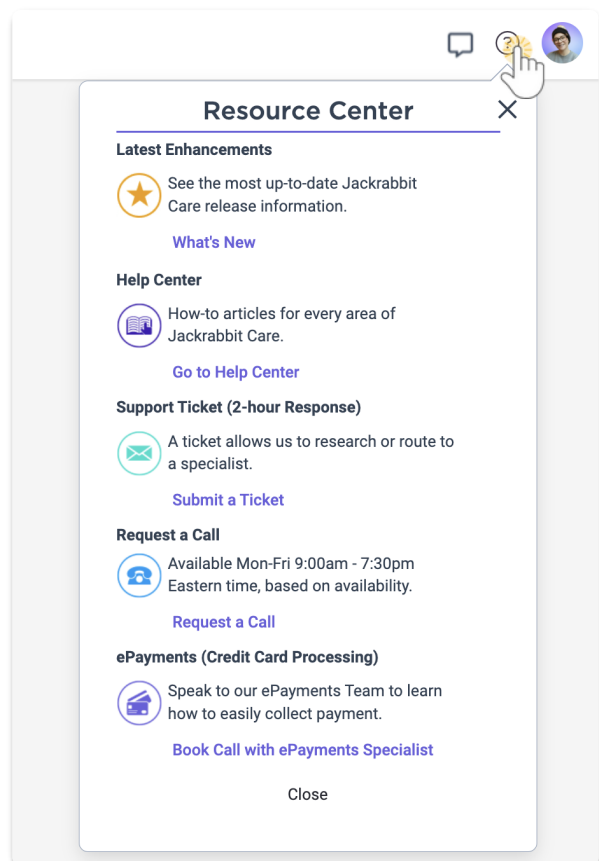 ?
Resource Center
Latest Enhancements
See the most up-to-date Jackrabbit
Care release information.
What's New
Help Center
How-to articles for every area of
Jackrabbit Care.
Go to Help Center
Support Ticket (2-hour Response)
A ticket allows us to research or route to
a specialist.
Submit a Ticket
Request a Call
Available Mon-Fri 9:00am - 7:30pm
Eastern time, based on availability.
Request a Call
ePayments (Credit Card Processing)
Speak to our ePayments Team to learn
how to easily collect payment.
Book Call with ePayments Specialist
Close